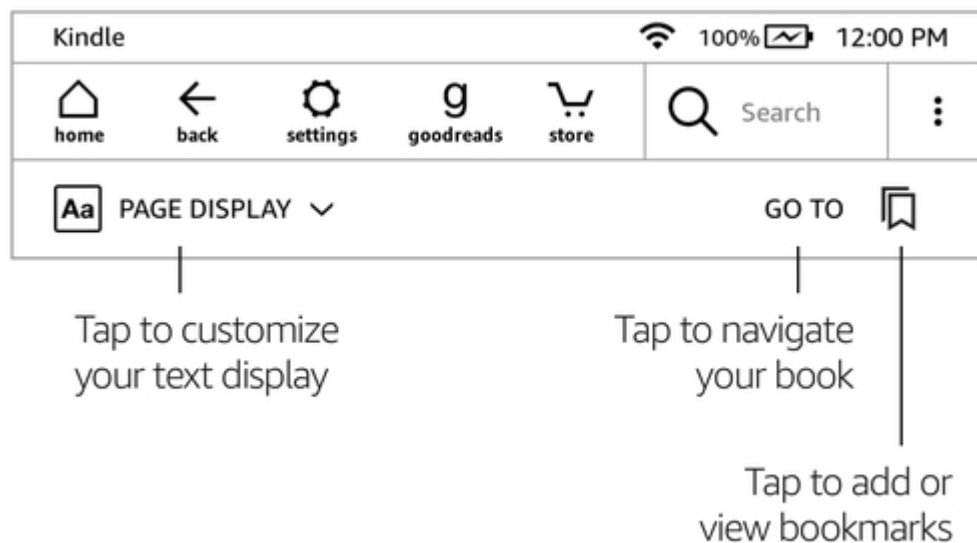 Kindle 100% 12:00 PM
home back settings goodreads store Search
Aa PAGE DISPLAY GO TO
Tap to customize
your text display
Tap to navigate
your book
Tap to add or
view bookmarks